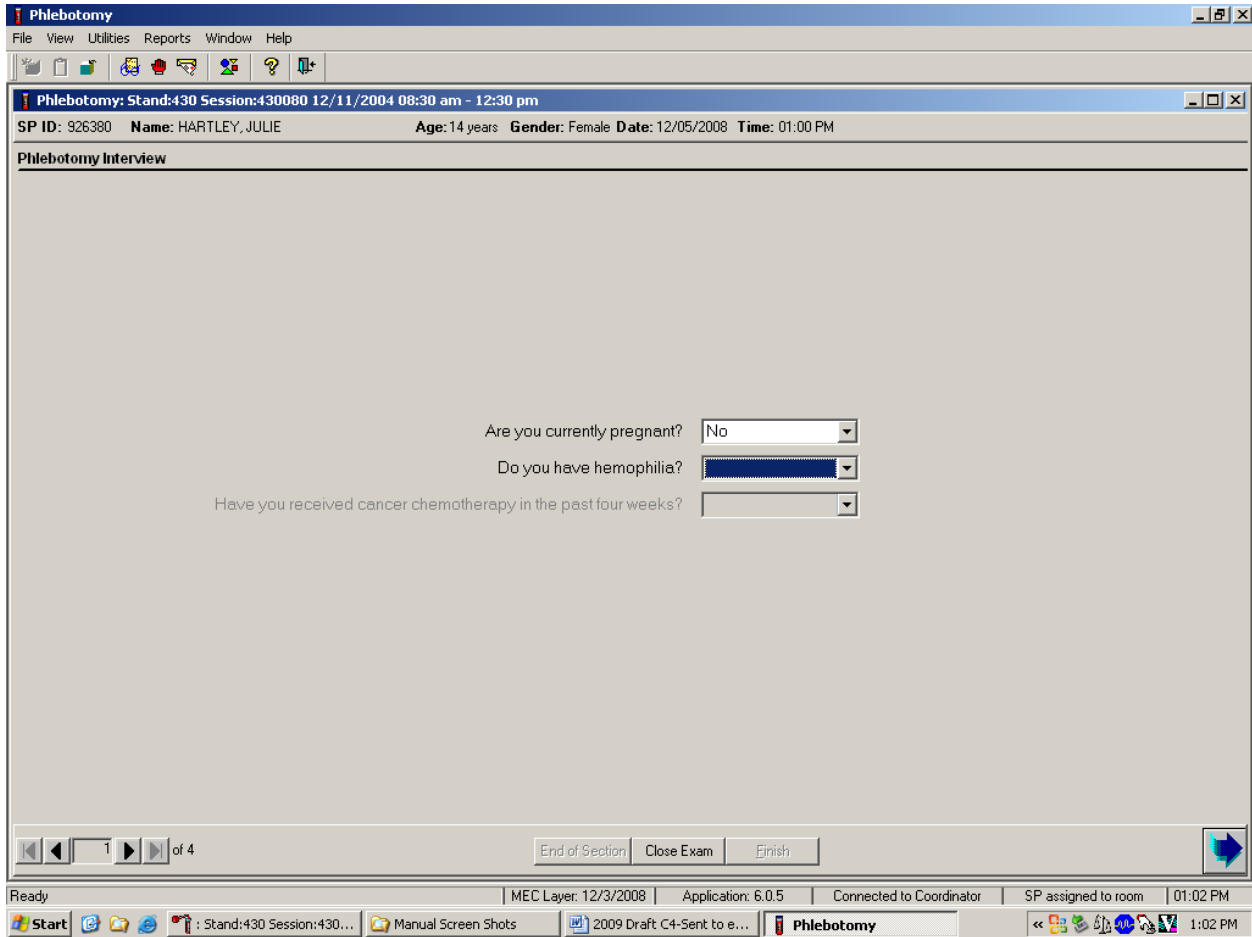 Phlebotomy
File View Utilities Reports Window Help
Phlebotomy: Stand:430 Session:430080 12/11/2004 08:30 am - 12:30 pm
SP ID: 926380 Name: HARTLEY, JULIE Age: 14 years Gender: Female Date: 12/05/2008 Time: 01:00 PM
Phlebotomy Interview
Are you currently pregnant? No
Do you have hemophilia?
Have you received cancer chemotherapy in the past four weeks?
1 of 4 End of Section Close Exam Finish
Ready MEC Layer: 12/3/2008 Application: 6.0.5 Connected to Coordinator SP assigned to room 01:02 PM
Start : Stand:430 Session:430... Manual Screen Shots 2009 Draft C4-Sent to e... Phlebotomy « 1:02 PM